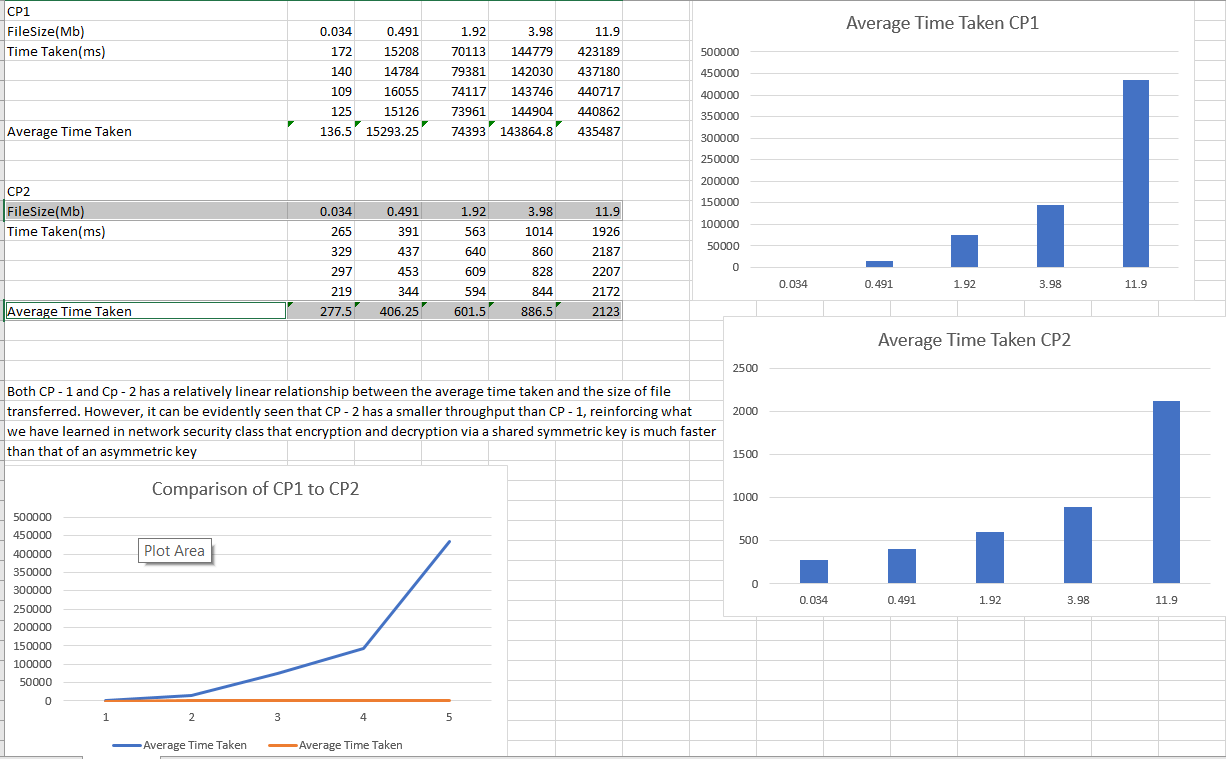 CP1
FileSize(Mb) 0.034 0.491 1.92 3.98 11.9
Time Taken(ms) 172 15208 70113 144779 423189
140 14784 79381 142030 437180
109 16055 74117 143746 440717
125 15126 73961 144904 440862
Average Time Taken 136.5 15293.25 74393 143864.8 435487
CP2
FileSize(Mb) 0.034 0.491 1.92 3.98 11.9
Time Taken(ms) 265 391 563 1014 1926
329 437 640 860 2187
297 453 609 828 2207
219 344 594 844 2172
Average Time Taken 277.5 406.25 601.5 886.5 2123
Both CP - 1 and Cp - 2 has a relatively linear relationship between the average time taken and the size of file
transferred. However, it can be evidently seen that CP - 2 has a smaller throughput than CP - 1, reinforcing what
we have learned in network security class that encryption and decryption via a shared symmetric key is much faster
than that of an asymmetric key
Average Time Taken CP1
500000
450000
400000
350000
300000
250000
200000
150000
100000
50000
0
0.034 0.491 1.92 3.98 11.9
Average Time Taken CP2
2500
2000
1500
1000
500
0
0.034 0.491 1.92 3.98 11.9
Comparison of CP1 to CP2
Plot Area
500000
450000
400000
350000
300000
250000
200000
150000
100000
50000
0
1 2 3 4 5
Average Time Taken Average Time Taken